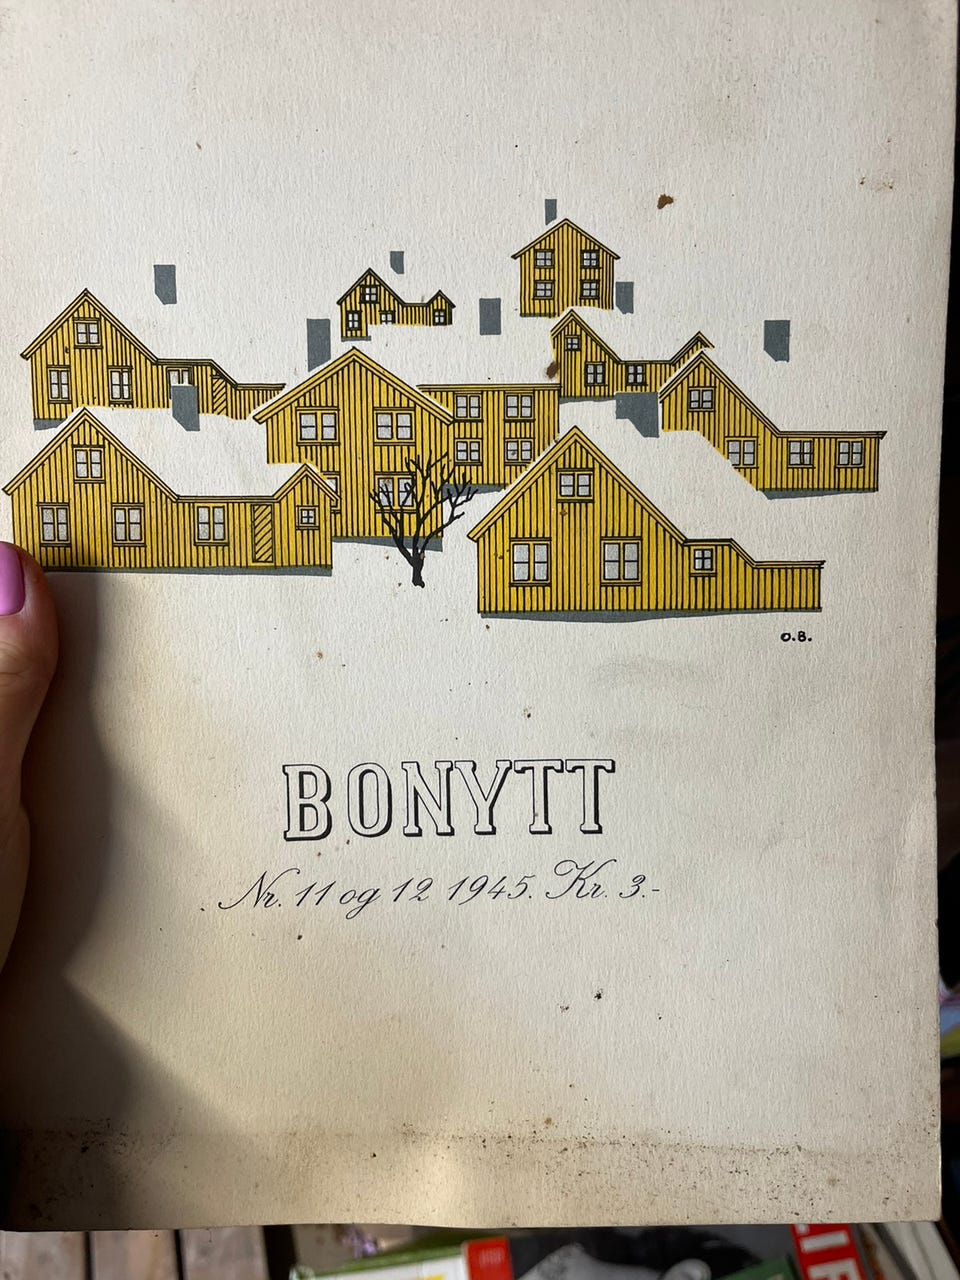 O.B.
BONYTT
Nr. 11 og 12 1945. Kr. 3.-